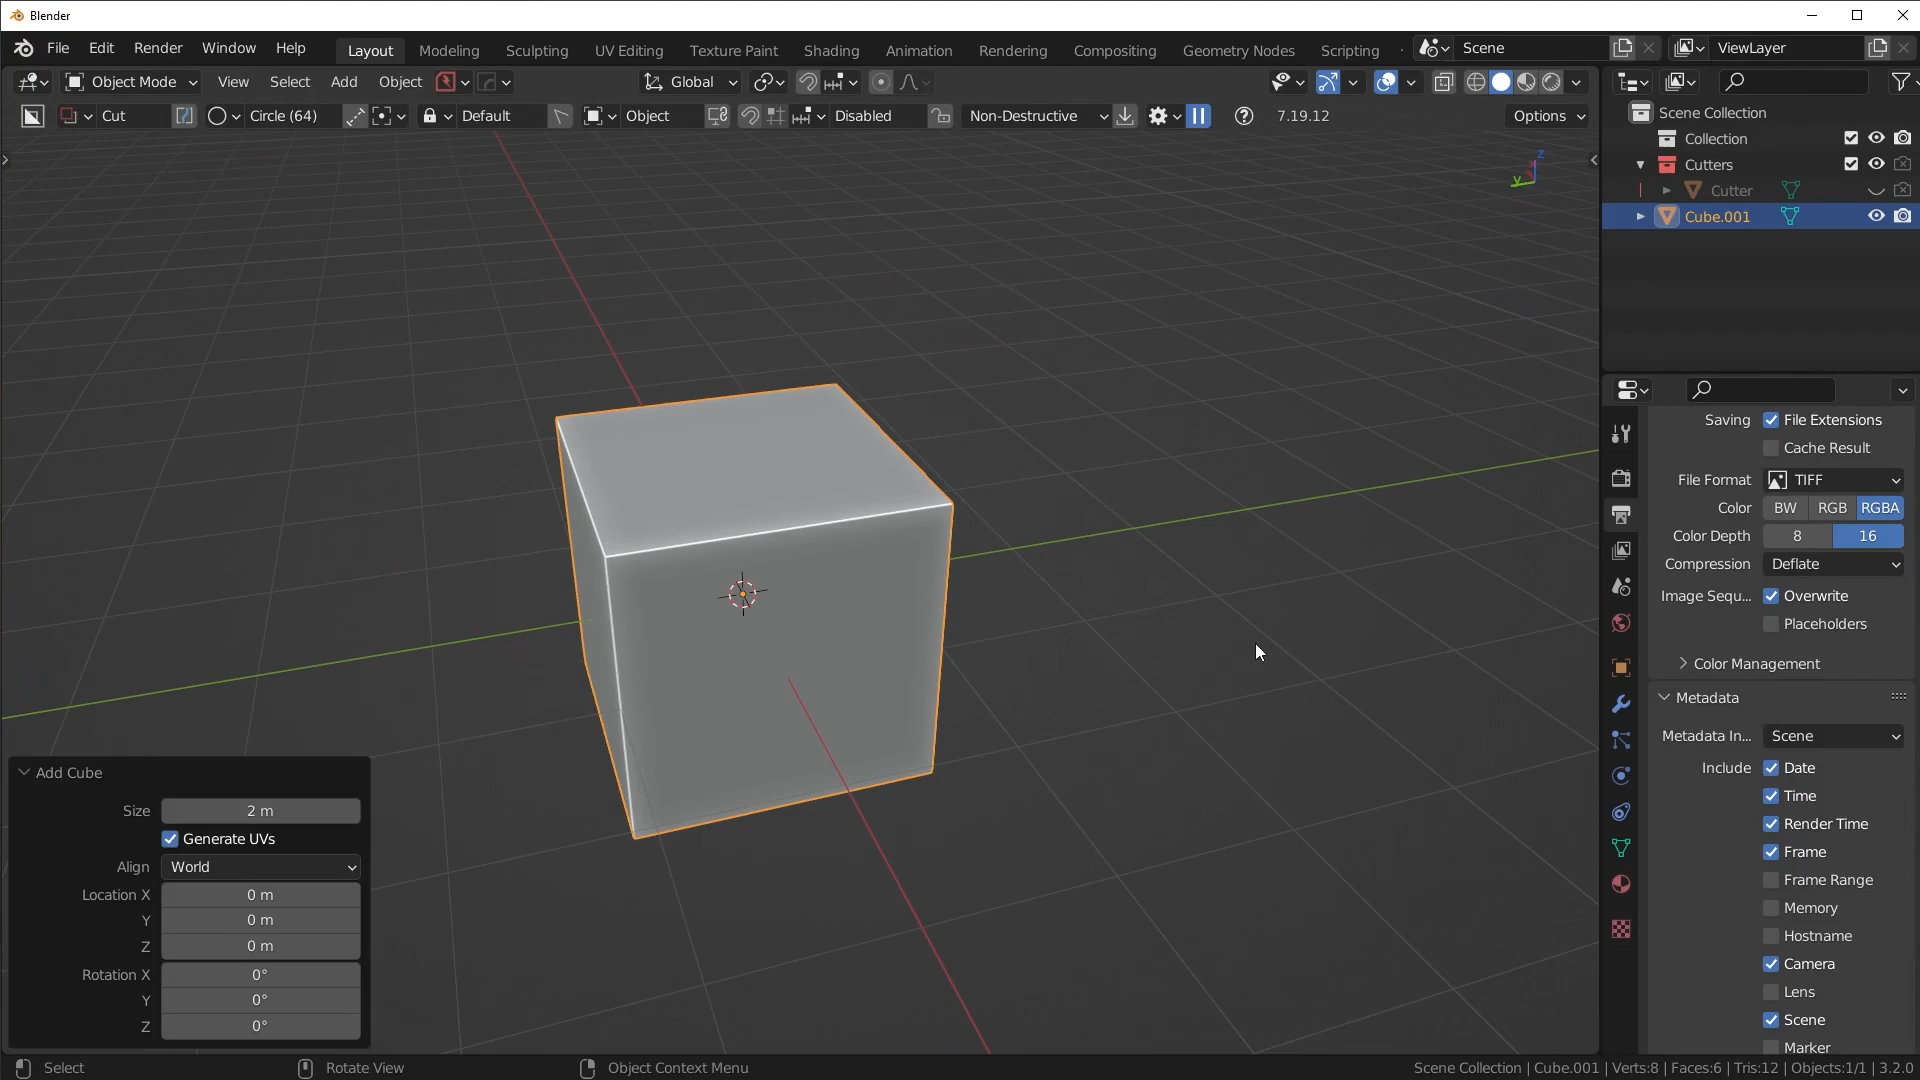 Blender
File Edit Render Window Help Layout Modeling Sculpting UV Editing Texture Paint Shading Animation Rendering Compositing Geometry Nodes Scripting Scene ViewLayer
Object Mode View Select Add Object Global
Cut Circle (64) Default Object Disabled Non-Destructive 7.19.12 Options
Scene Collection
Collection
Cutters
Cutter
Cube.001
Z
Y
Saving File Extensions
Cache Result
File Format TIFF
Color BW RGB RGBA
Color Depth 8 16
Compression Deflate
Image Sequ... Overwrite
Placeholders
Color Management
Metadata
Metadata In... Scene
Include Date
Time
Render Time
Frame
Frame Range
Memory
Hostname
Camera
Lens
Scene
Marker
Add Cube
Size 2 m
Generate UVs
Align World
Location X 0 m
Y 0 m
Z 0 m
Rotation X 0°
Y 0°
Z 0°
Select Rotate View Object Context Menu Scene Collection | Cube.001 | Verts:8 | Faces:6 | Tris:12 | Objects:1/1 | 3.2.0